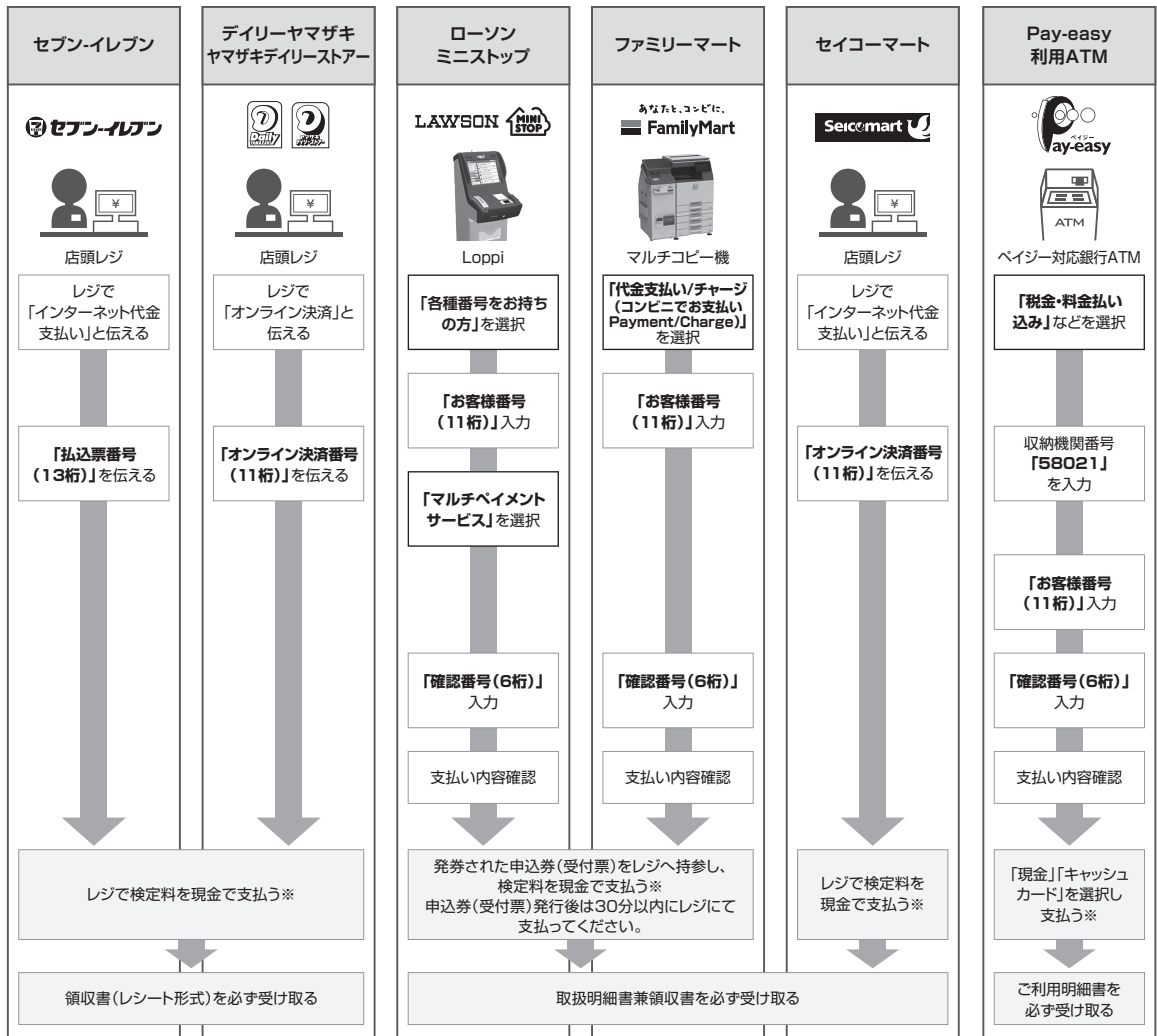 セブン-イレブン
デイリーヤマザキ
ヤマザキデイリーストアー
ローソン
ミニストップ
ファミリーマート
セイコーマート
Pay-easy
利用ATM
セブン-イレブン
Daily
LAWSON
MINI
STOP
あなたと、コンビに、
FamilyMart
Seicomart
ペイジー
Pay-easy
¥
¥
¥
ATM
店頭レジ
店頭レジ
Loppi
マルチコピー機
店頭レジ
ペイジー対応銀行ATM
レジで
「インターネット代金
支払い」と伝える
レジで
「オンライン決済」と
伝える
「各種番号をお持ち
の方」を選択
「代金支払い/チャージ
(コンビニでお支払い
Payment/Charge)」
を選択
レジで
「インターネット代金
支払い」と伝える
「税金・料金払い
込み」などを選択
「お客様番号
(11桁)」入力
「お客様番号
(11桁)」入力
「払込票番号
(13桁)」を伝える
「オンライン決済番号
(11桁)」を伝える
「オンライン決済番号
(11桁)」を伝える
収納機関番号
「58021」
を入力
「マルチペイメント
サービス」を選択
「お客様番号
(11桁)」入力
「確認番号(6桁)」
入力
「確認番号(6桁)」
入力
「確認番号(6桁)」
入力
支払い内容確認
支払い内容確認
支払い内容確認
レジで検定料を現金で支払う※
発券された申込券(受付票)をレジへ持参し、
検定料を現金で支払う※
申込券(受付票)発行後は30分以内にレジにて
支払ってください。
レジで検定料を
現金で支払う※
「現金」「キャッシュ
カード」を選択し
支払う※
領収書(レシート形式)を必ず受け取る
取扱明細書兼領収書を必ず受け取る
ご利用明細書を
必ず受け取る